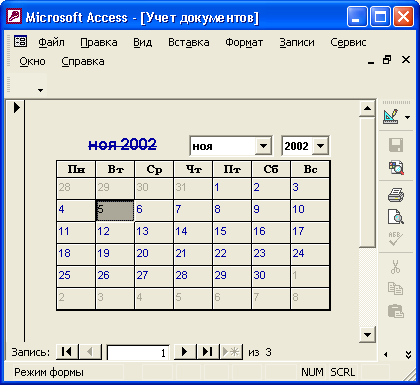 Microsoft Access - [Учет документов]
Файл Правка Вид Вставка Формат Записи Сервис
Окно Справка
ноя 2002 ноя 2002
Пн Вт Ср Чт Пт Сб Вс
28 29 30 31 1 2 3
4 5 6 7 8 9 10
11 12 13 14 15 16 17
18 19 20 21 22 23 24
25 26 27 28 29 30 1
2 3 4 5 6 7 8
Запись: 1 из 3
Режим формы NUM SCRL